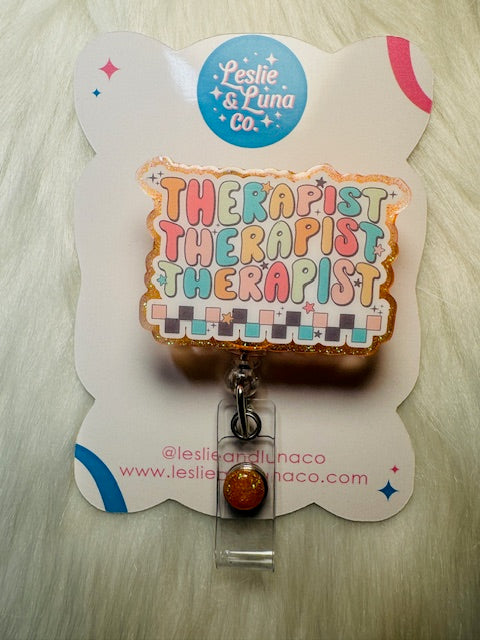 Leslie
& Luna
Co.
THERAPIST
THERAPIST
THERAPIST
@leslieandlunaco